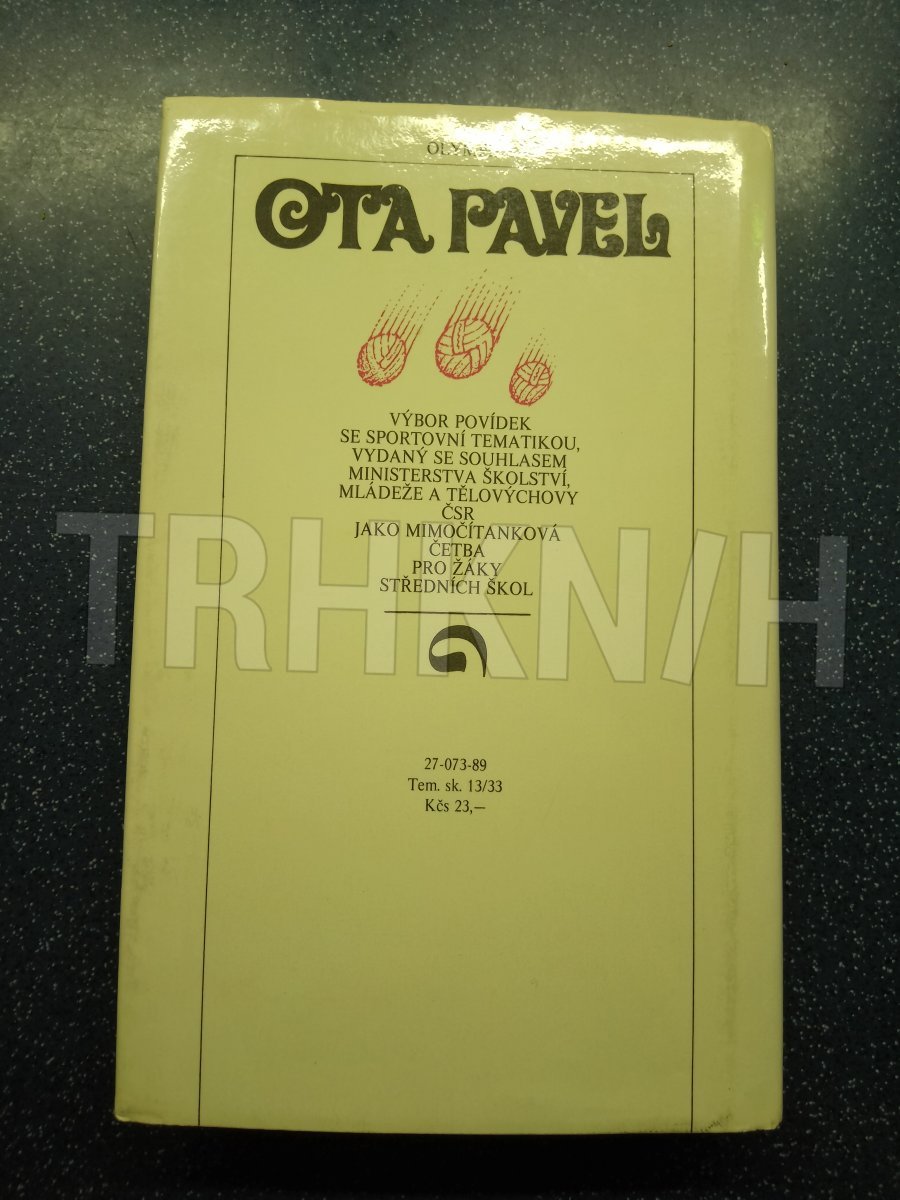 OTA PAVEL
VÝBOR POVÍDEK
SE SPORTOVNÍ TEMATIKOU,
VYDANÝ SE SOUHLASEM
MINISTERSTVA ŠKOLSTVÍ,
MLÁDEŽE A TĚLOVÝCHOVY
ČSR
JAKO MIMOČÍTANKOVÁ
ČETBA
PRO ŽÁKY
STŘEDNÍCH ŠKOL
TRHKNIH
27-073-89
Tem. sk. 13/33
Kčs 23,—